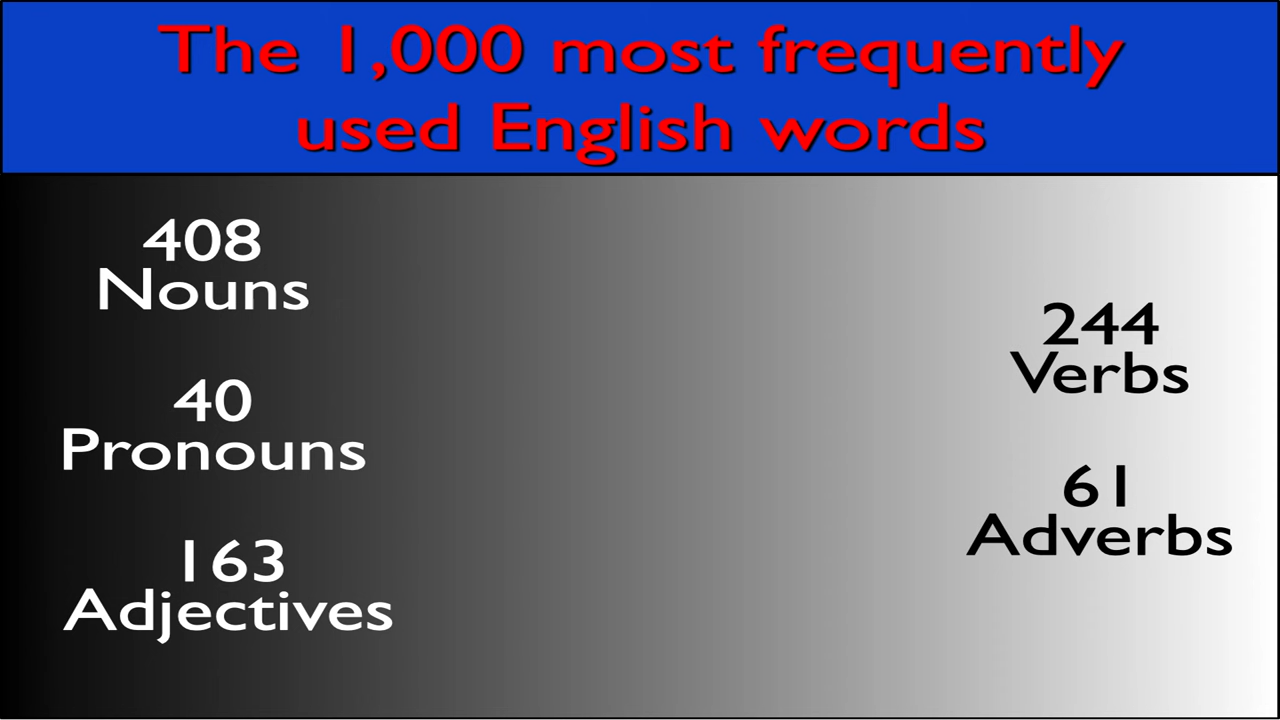 The 1,000 most frequently
used English words
408
Nouns
40
Pronouns
163
Adjectives
244
Verbs
61
Adverbs